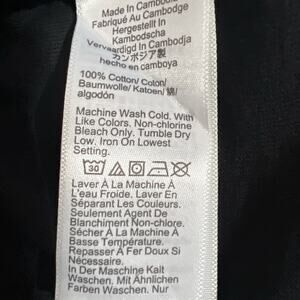 Made In Cambodia/
Fabriqué Au Cambodge
Hergestellt In
Kambodscha
Vervaardigd In Cambodja
カンボジア製
hecho en camboya
100% Cotton/ Coton/
Baumwolle/ Katoen/ 綿/
algodón
Machine Wash Cold. With
Like Colors. Non-chlorine
Bleach Only. Tumble Dry
Low. Iron On Lowest
Setting.
30
Laver À La Machine À
L'eau Froide. Laver En
Séparant Les Couleurs.
Seulement Agent De
Blanchiment Non-chlore.
Sécher À La Machine À
Basse Température.
Repasser À Fer Doux Si
Nécessaire.
In Der Maschine Kalt
Waschen. Mit Ähnlichen
Farben Waschen. Nur